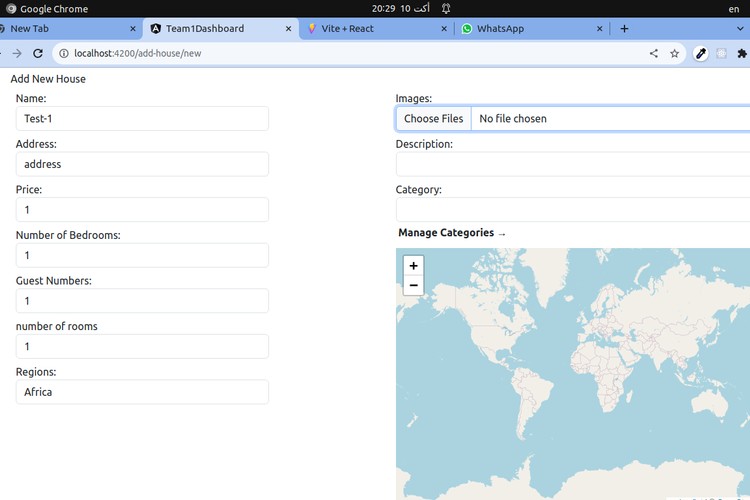 Google Chrome
20:29 10 أكت
en
New Tab
Team1Dashboard
Vite + React
WhatsApp
localhost:4200/add-house/new
Add New House
Name:
Test-1
Address:
address
Price:
1
Number of Bedrooms:
1
Guest Numbers:
1
number of rooms
1
Regions:
Africa
Images:
Choose Files No file chosen
Description:
Category:
Manage Categories →
+
−